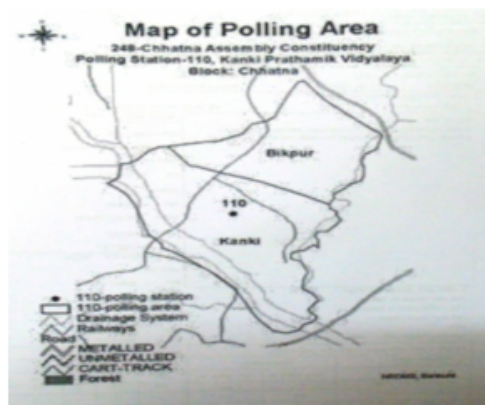 Map of Polling Area
248-Chhatna Assembly Constituency
Polling Station-110, Kanki Prathamik Vidyalaya
Block: Chhatna
Bikpur
110
Kanki
110-polling station
110-polling area
Drainage System
Railways
Road
METALLED
UNMETALLED
CART-TRACK
Forest